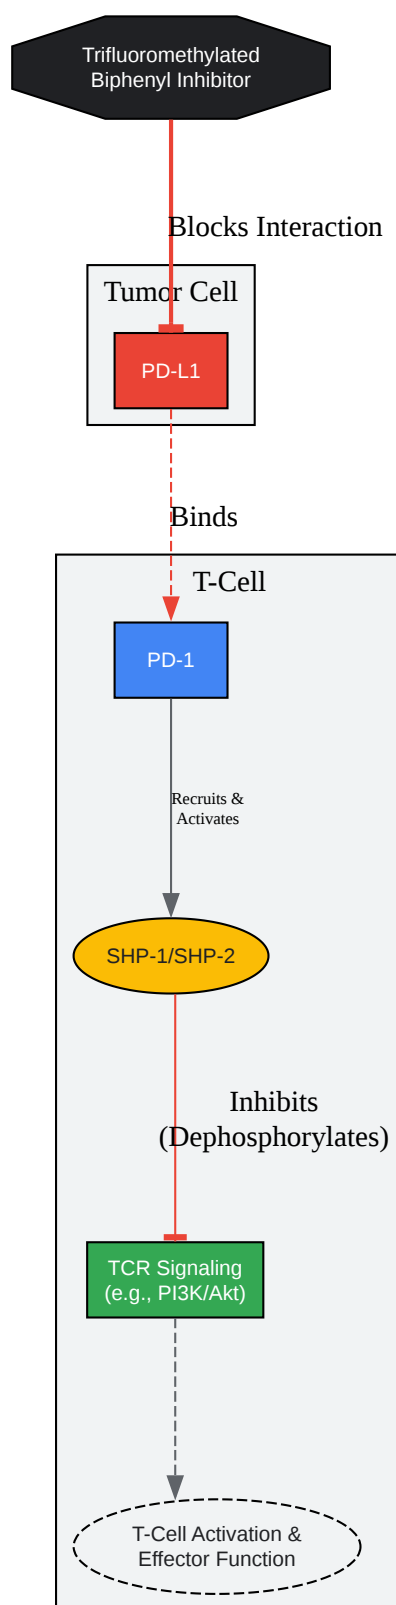 Trifluoromethylated
Biphenyl Inhibitor
Blocks Interaction
Tumor Cell
PD-L1
Binds
T-Cell
PD-1
Recruits &
Activates
SHP-1/SHP-2
Inhibits
(Dephosphorylates)
TCR Signaling
(e.g., PI3K/Akt)
T-Cell Activation &
Effector Function